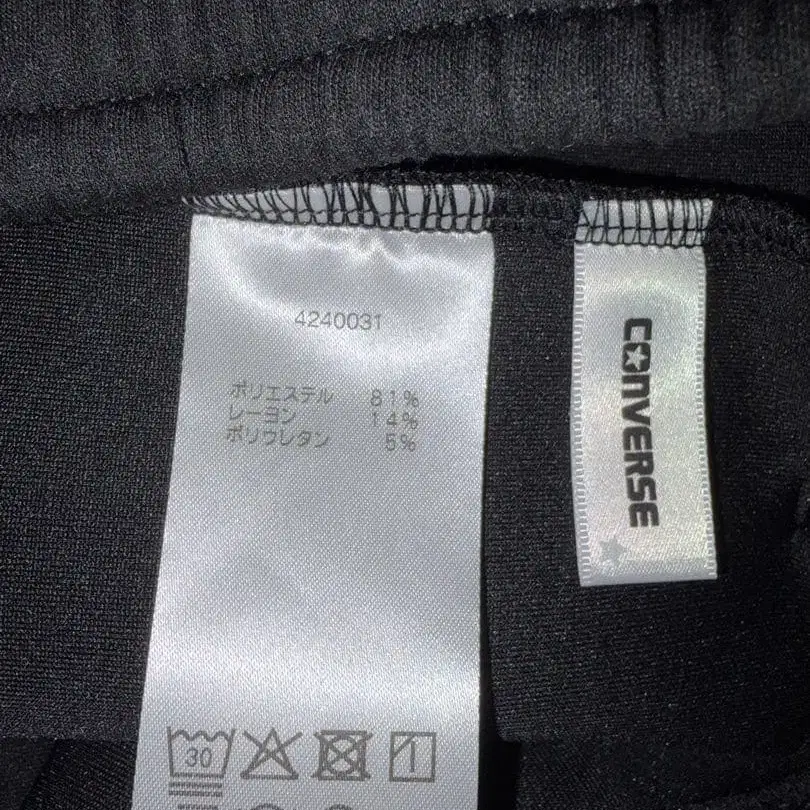 4240031
ポリエステル 81%
レーヨン 14%
ポリウレタン 5%
30
CONVERSE